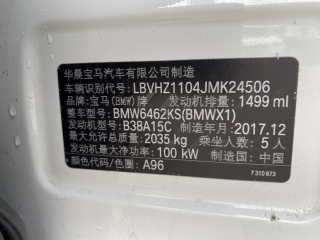 华晨宝马汽车有限公司制造
车辆识别代号 LBVHZ1104JMK24506
品牌: 宝马(BMW)牌 发动机排量: 1499 ml
整车型号: BMW6462KS(BMWX1)
发动机型号: B38A15C 制造年月: 2017.12
最大允许总质量: 2035 kg 乘坐人数: 5 人
发动机额定功率: 100 kW 制造国: 中国
颜色代码/色圈: A96
7 310 673